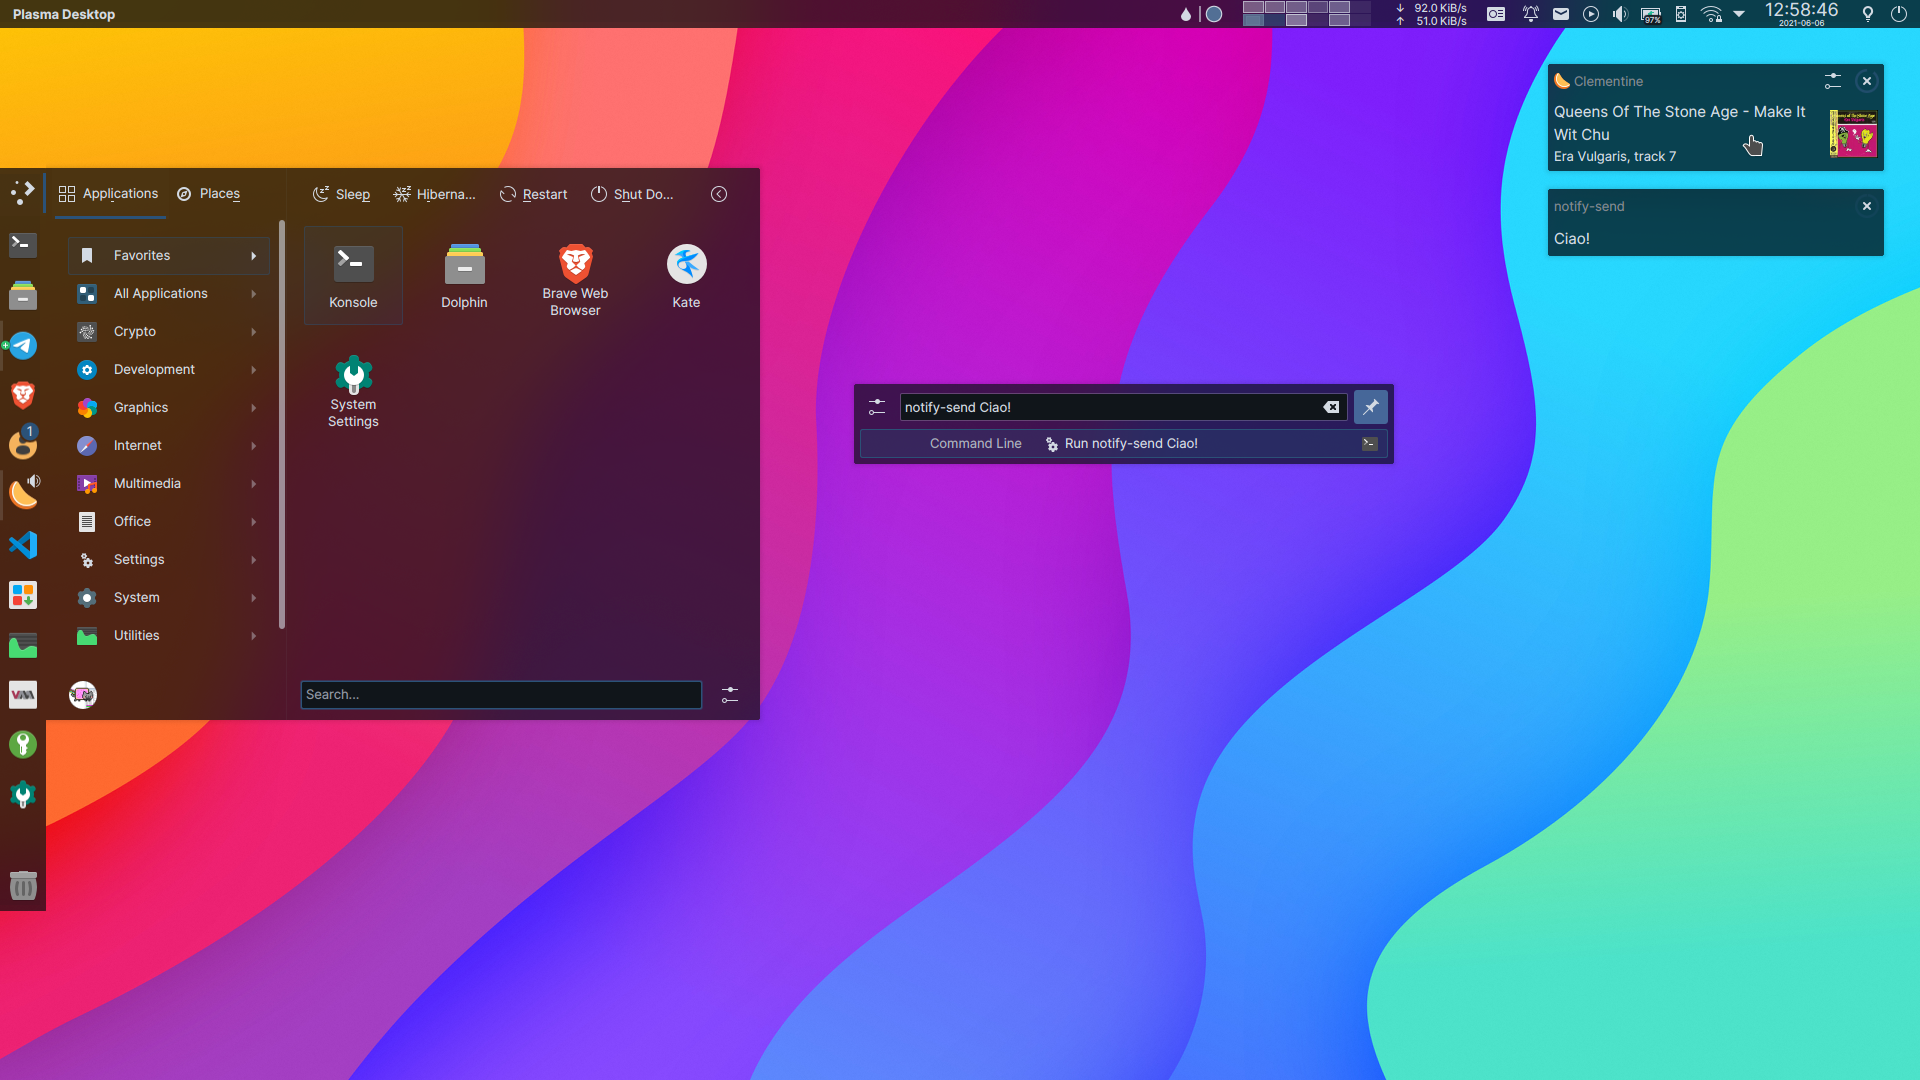 Plasma Desktop
92.0 KiB/s
51.0 KiB/s
97%
12:58:46
2021-06-06
Clementine
Queens Of The Stone Age - Make It
Wit Chu
Era Vulgaris, track 7
notify-send
Ciao!
Applications
Places
Sleep
Hiberna...
Restart
Shut Do...
Favorites
All Applications
Crypto
Development
Graphics
Internet
Multimedia
Office
Settings
System
Utilities
Konsole
Dolphin
Brave Web
Browser
Kate
System
Settings
Search...
1
notify-send Ciao!
Command Line
Run notify-send Ciao!